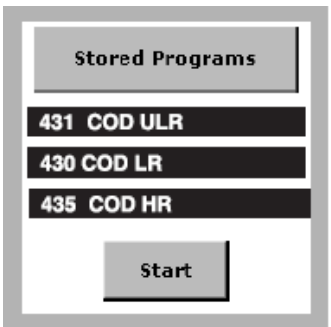 Stored Programs
431 COD ULR
430 COD LR
435 COD HR
Start